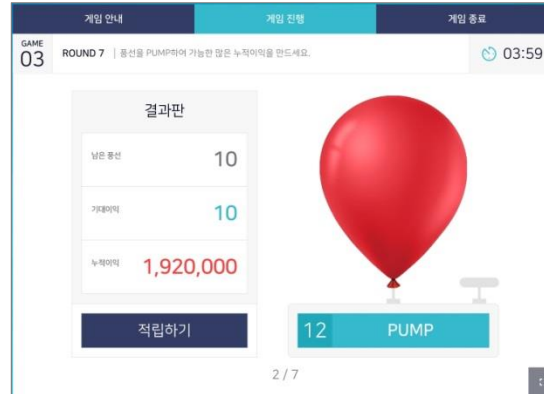 게임 안내
게임 진행
게임 종료
GAME
03
ROUND 7 | 풍선을 PUMP하여 가능한 많은 누적이익을 만드세요.
03:59
결과판
남은 풍선
10
기대이익
10
누적이익
1,920,000
적립하기
12
PUMP
2 / 7